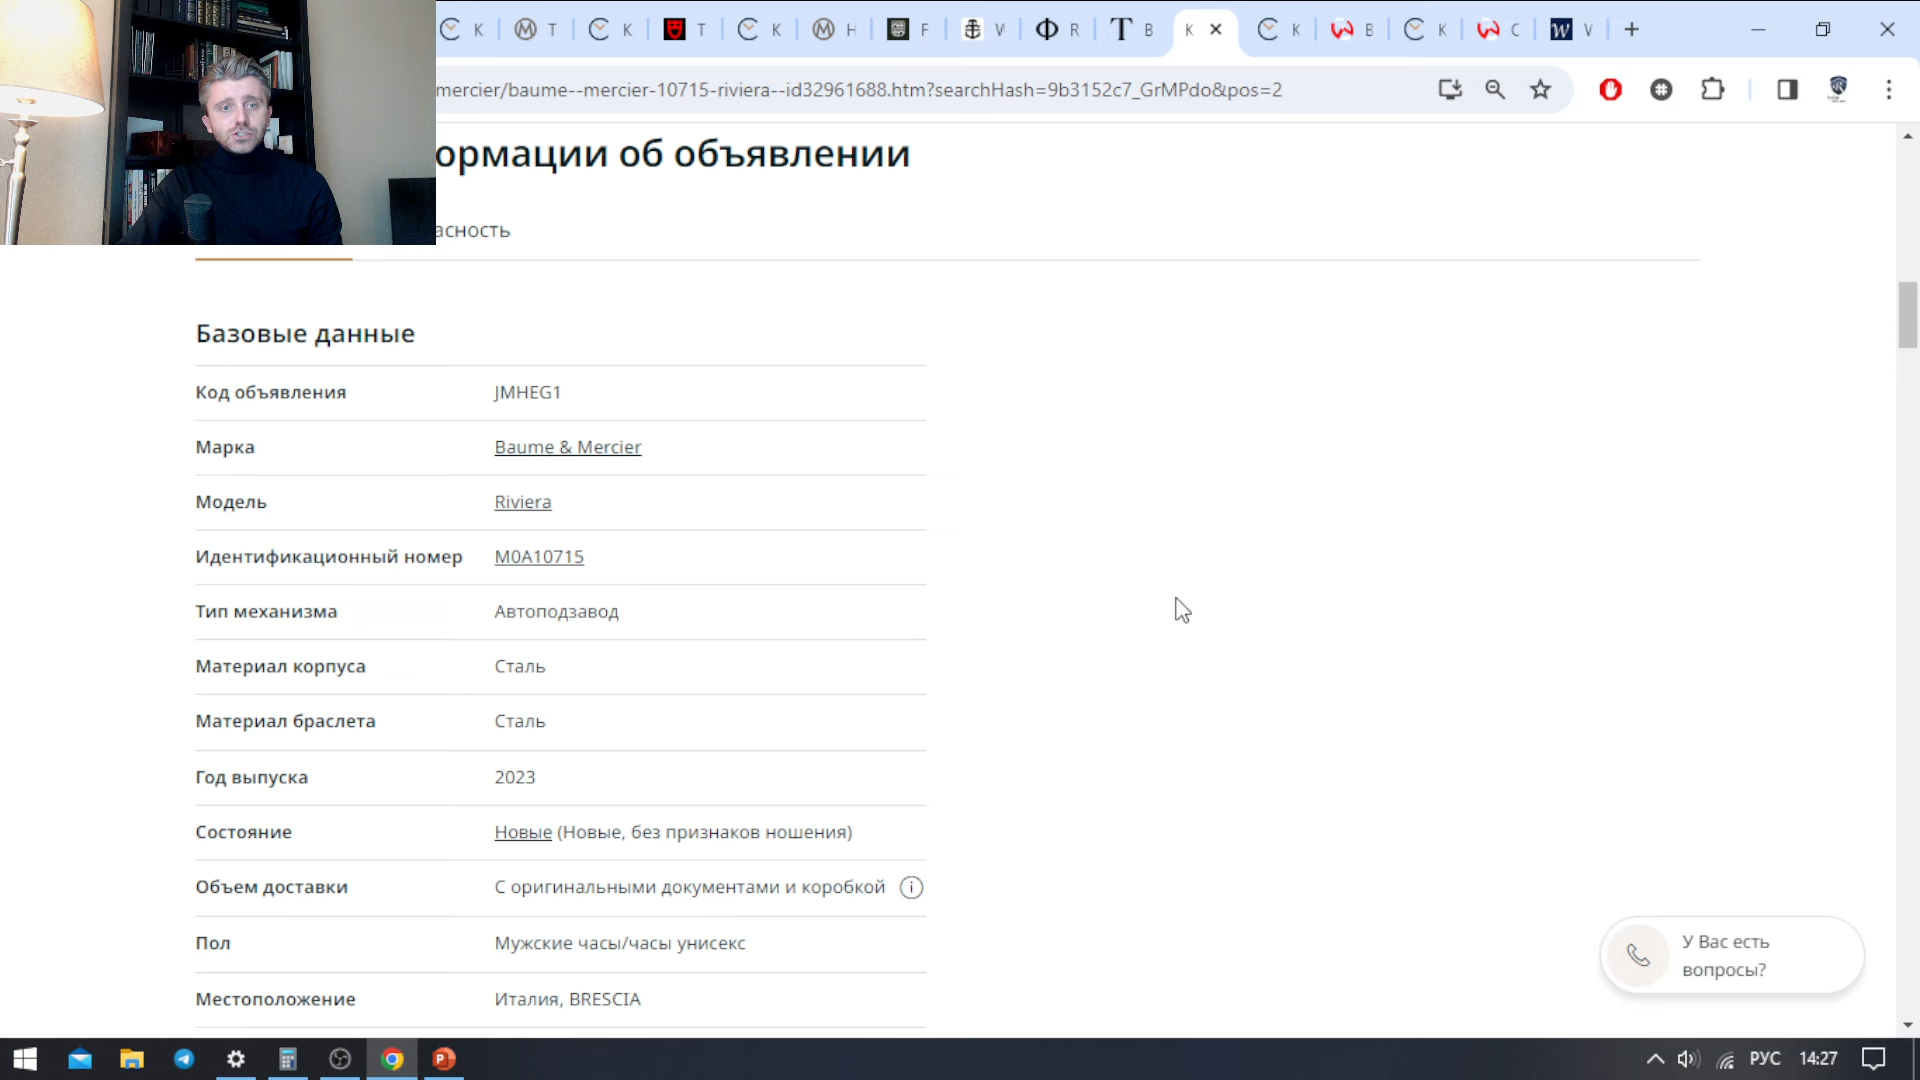 К
Т
К
Т
К
Н
F
V
R
В
К
К
В
К
С
V
mercier/baume--mercier-10715-riviera--id32961688.htm?searchHash=9b3152c7_GrMPdo&pos=2
ормации об объявлении
асность
Базовые данные
Код объявления JMHEG1
Марка Baume & Mercier
Модель Riviera
Идентификационный номер M0A10715
Тип механизма Автоподзавод
Материал корпуса Сталь
Материал браслета Сталь
Год выпуска 2023
Состояние Новые (Новые, без признаков ношения)
Объем доставки С оригинальными документами и коробкой
Пол Мужские часы/часы унисекс
Местоположение Италия, BRESCIA
У Вас есть
вопросы?
РУС 14:27